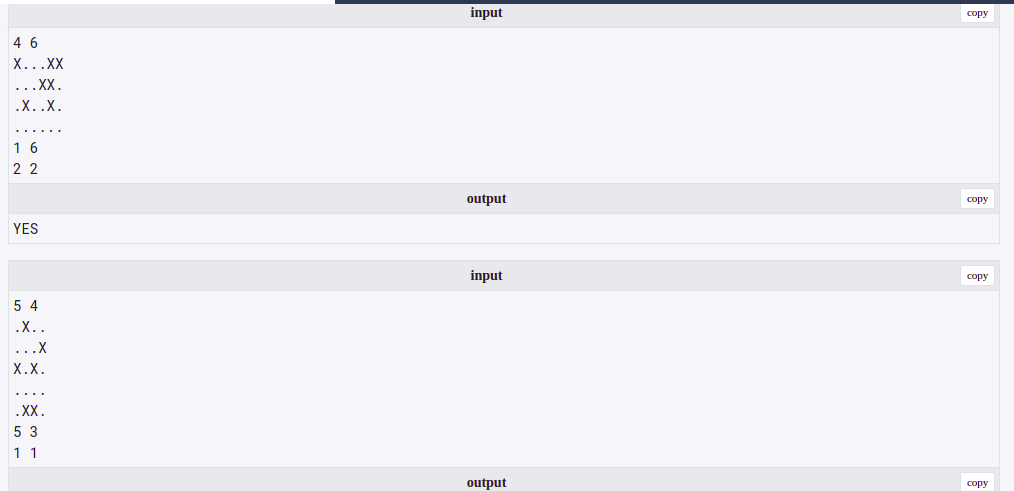 input
copy
4 6
X...XX
...XX.
.X..X.
......
1 6
2 2
output
copy
YES
input
copy
5 4
.X..
...X
X.X.
....
.XX.
5 3
1 1
output
copy